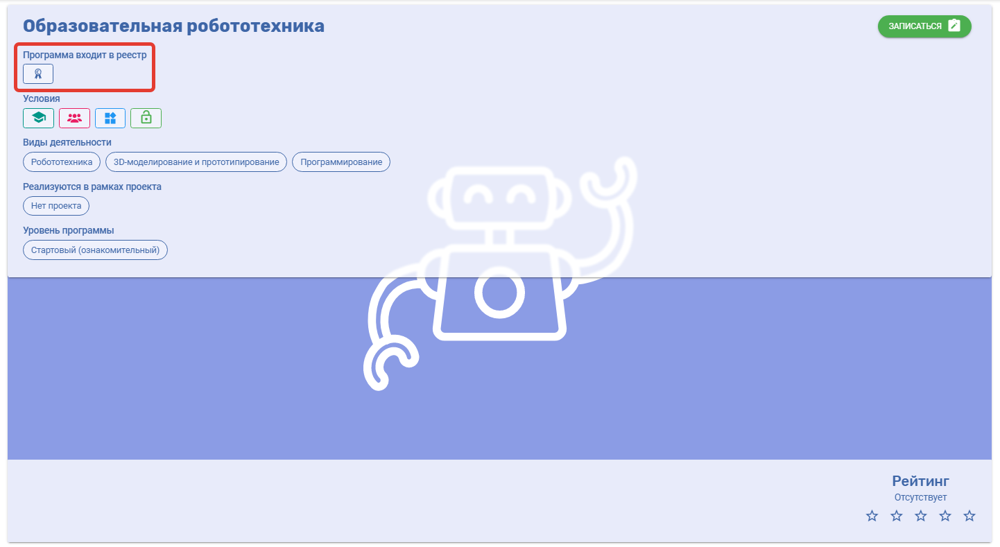 Образовательная робототехника
ЗАПИСАТЬСЯ
Программа входит в реестр
Условия
Виды деятельности
Робототехника 3D-моделирование и прототипирование Программирование
Реализуются в рамках проекта
Нет проекта
Уровень программы
Стартовый (ознакомительный)
Рейтинг
Отсутствует